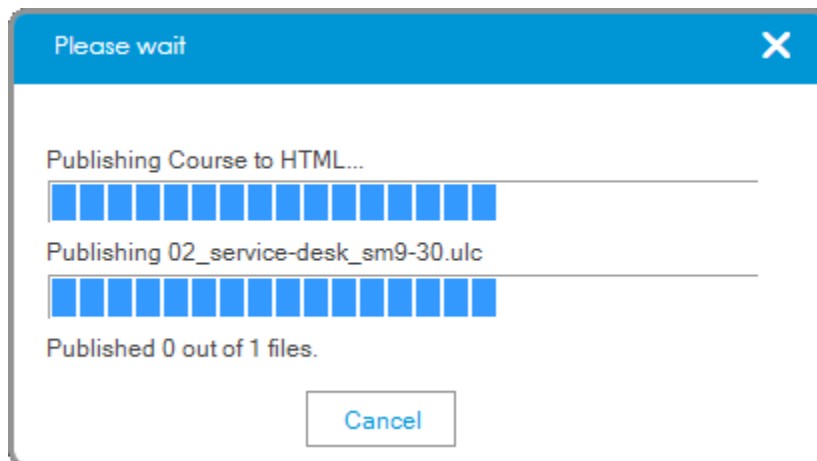 Please wait
Publishing Course to HTML...
Publishing 02_service-desk_sm9-30.ulc
Published 0 out of 1 files.
Cancel